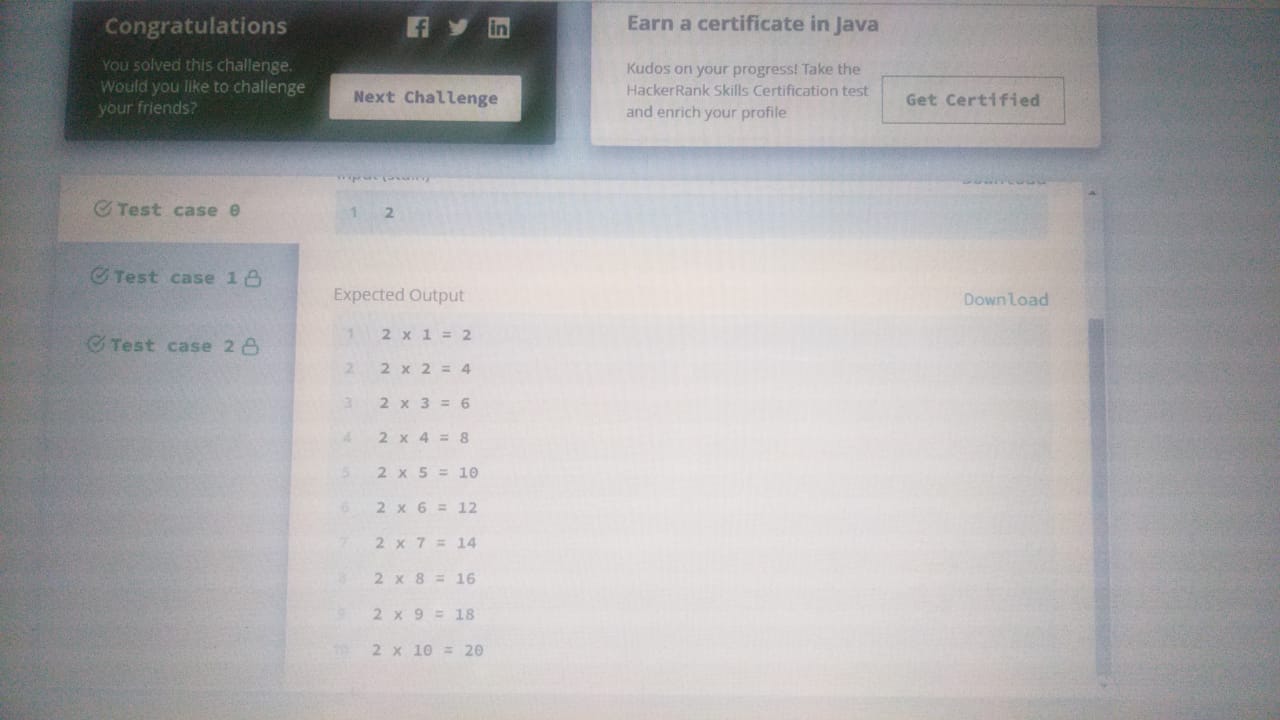 Congratulations
You solved this challenge.
Would you like to challenge
your friends?
Next Challenge
Earn a certificate in Java
Kudos on your progress! Take the
HackerRank Skills Certification test
and enrich your profile
Get Certified
Test case 0
Test case 1
Test case 2
Input (stdin)
Download
1 2
Expected Output
Download
1 2 x 1 = 2
2 2 x 2 = 4
3 2 x 3 = 6
4 2 x 4 = 8
5 2 x 5 = 10
6 2 x 6 = 12
7 2 x 7 = 14
8 2 x 8 = 16
9 2 x 9 = 18
10 2 x 10 = 20